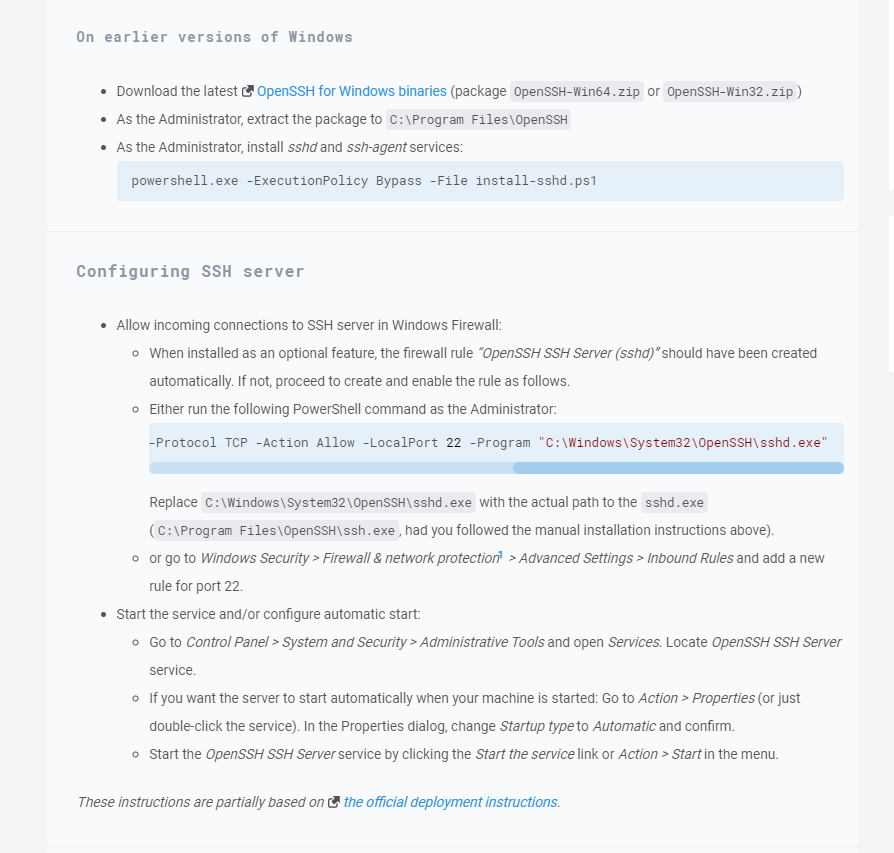 On earlier versions of Windows
Download the latest OpenSSH for Windows binaries (package OpenSSH-Win64.zip or OpenSSH-Win32.zip)
As the Administrator, extract the package to C:\Program Files\OpenSSH
As the Administrator, install sshd and ssh-agent services:
powershell.exe -ExecutionPolicy Bypass -File install-sshd.ps1
Configuring SSH server
Allow incoming connections to SSH server in Windows Firewall:
When installed as an optional feature, the firewall rule “OpenSSH SSH Server (sshd)” should have been created
automatically. If not, proceed to create and enable the rule as follows.
Either run the following PowerShell command as the Administrator:
-Protocol TCP -Action Allow -LocalPort 22 -Program "C:\Windows\System32\OpenSSH\sshd.exe"
Replace C:\Windows\System32\OpenSSH\sshd.exe with the actual path to the sshd.exe
(C:\Program Files\OpenSSH\ssh.exe, had you followed the manual installation instructions above).
or go to Windows Security > Firewall & network protection1 > Advanced Settings > Inbound Rules and add a new
rule for port 22.
Start the service and/or configure automatic start:
Go to Control Panel > System and Security > Administrative Tools and open Services. Locate OpenSSH SSH Server
service.
If you want the server to start automatically when your machine is started: Go to Action > Properties (or just
double-click the service). In the Properties dialog, change Startup type to Automatic and confirm.
Start the OpenSSH SSH Server service by clicking the Start the service link or Action > Start in the menu.
These instructions are partially based on the official deployment instructions.